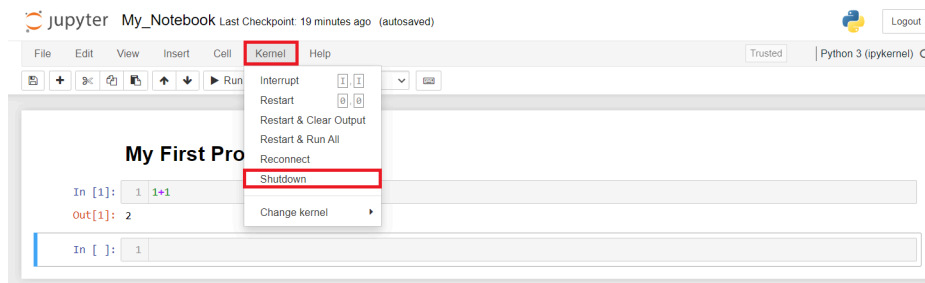 jupyter My_Notebook Last Checkpoint: 19 minutes ago (autosaved) Logout
File Edit View Insert Cell Kernel Help Trusted Python 3 (ipykernel)
Run
Interrupt I,I
Restart 0,0
Restart & Clear Output
Restart & Run All
Reconnect
Shutdown
Change kernel
My First Pro
In [1]: 1 1+1
Out[1]: 2
In [ ]: 1